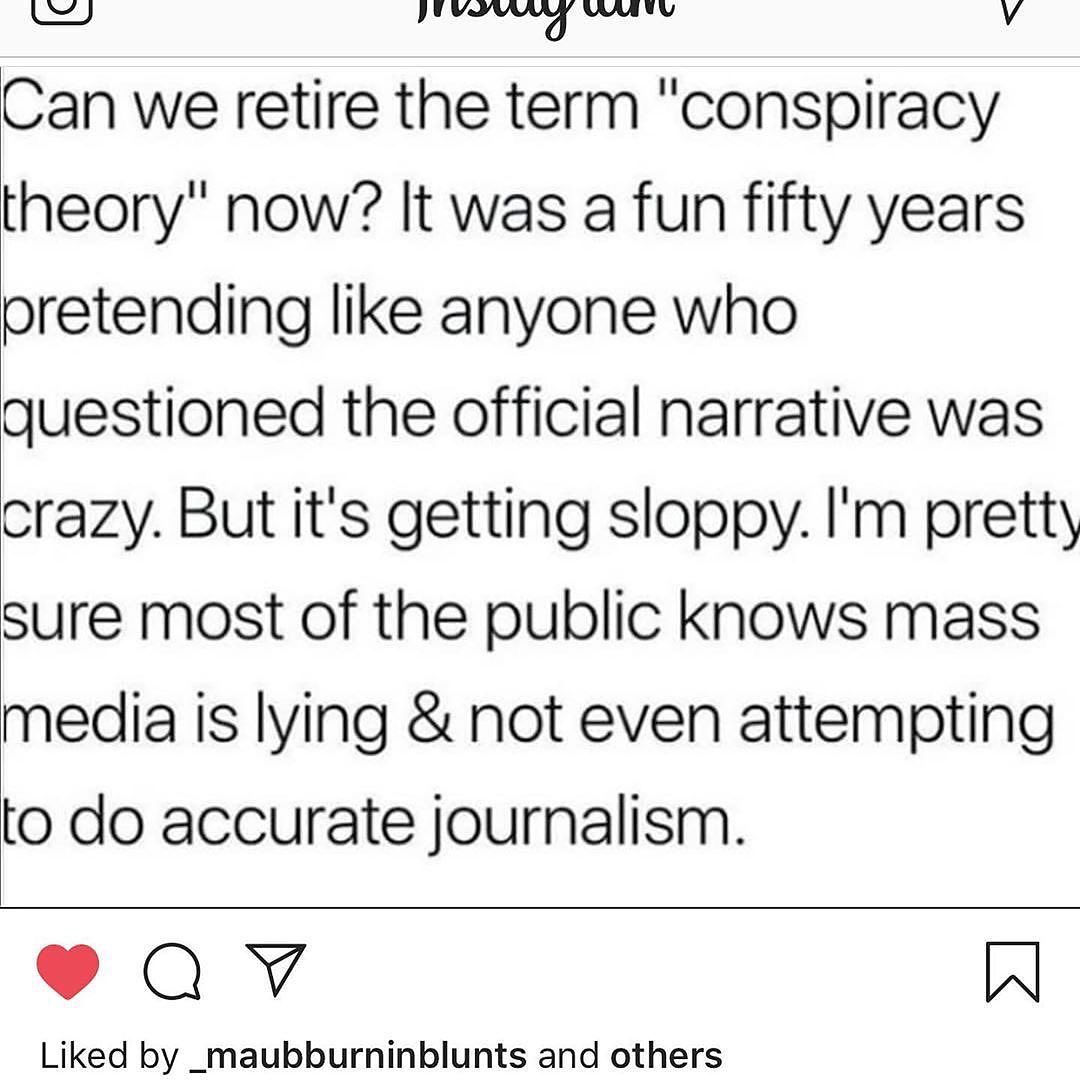 Instagram
Can we retire the term "conspiracy
theory" now? It was a fun fifty years
pretending like anyone who
questioned the official narrative was
crazy. But it's getting sloppy. I'm pretty
sure most of the public knows mass
media is lying & not even attempting
to do accurate journalism.
Liked by _maubburninblunts and others